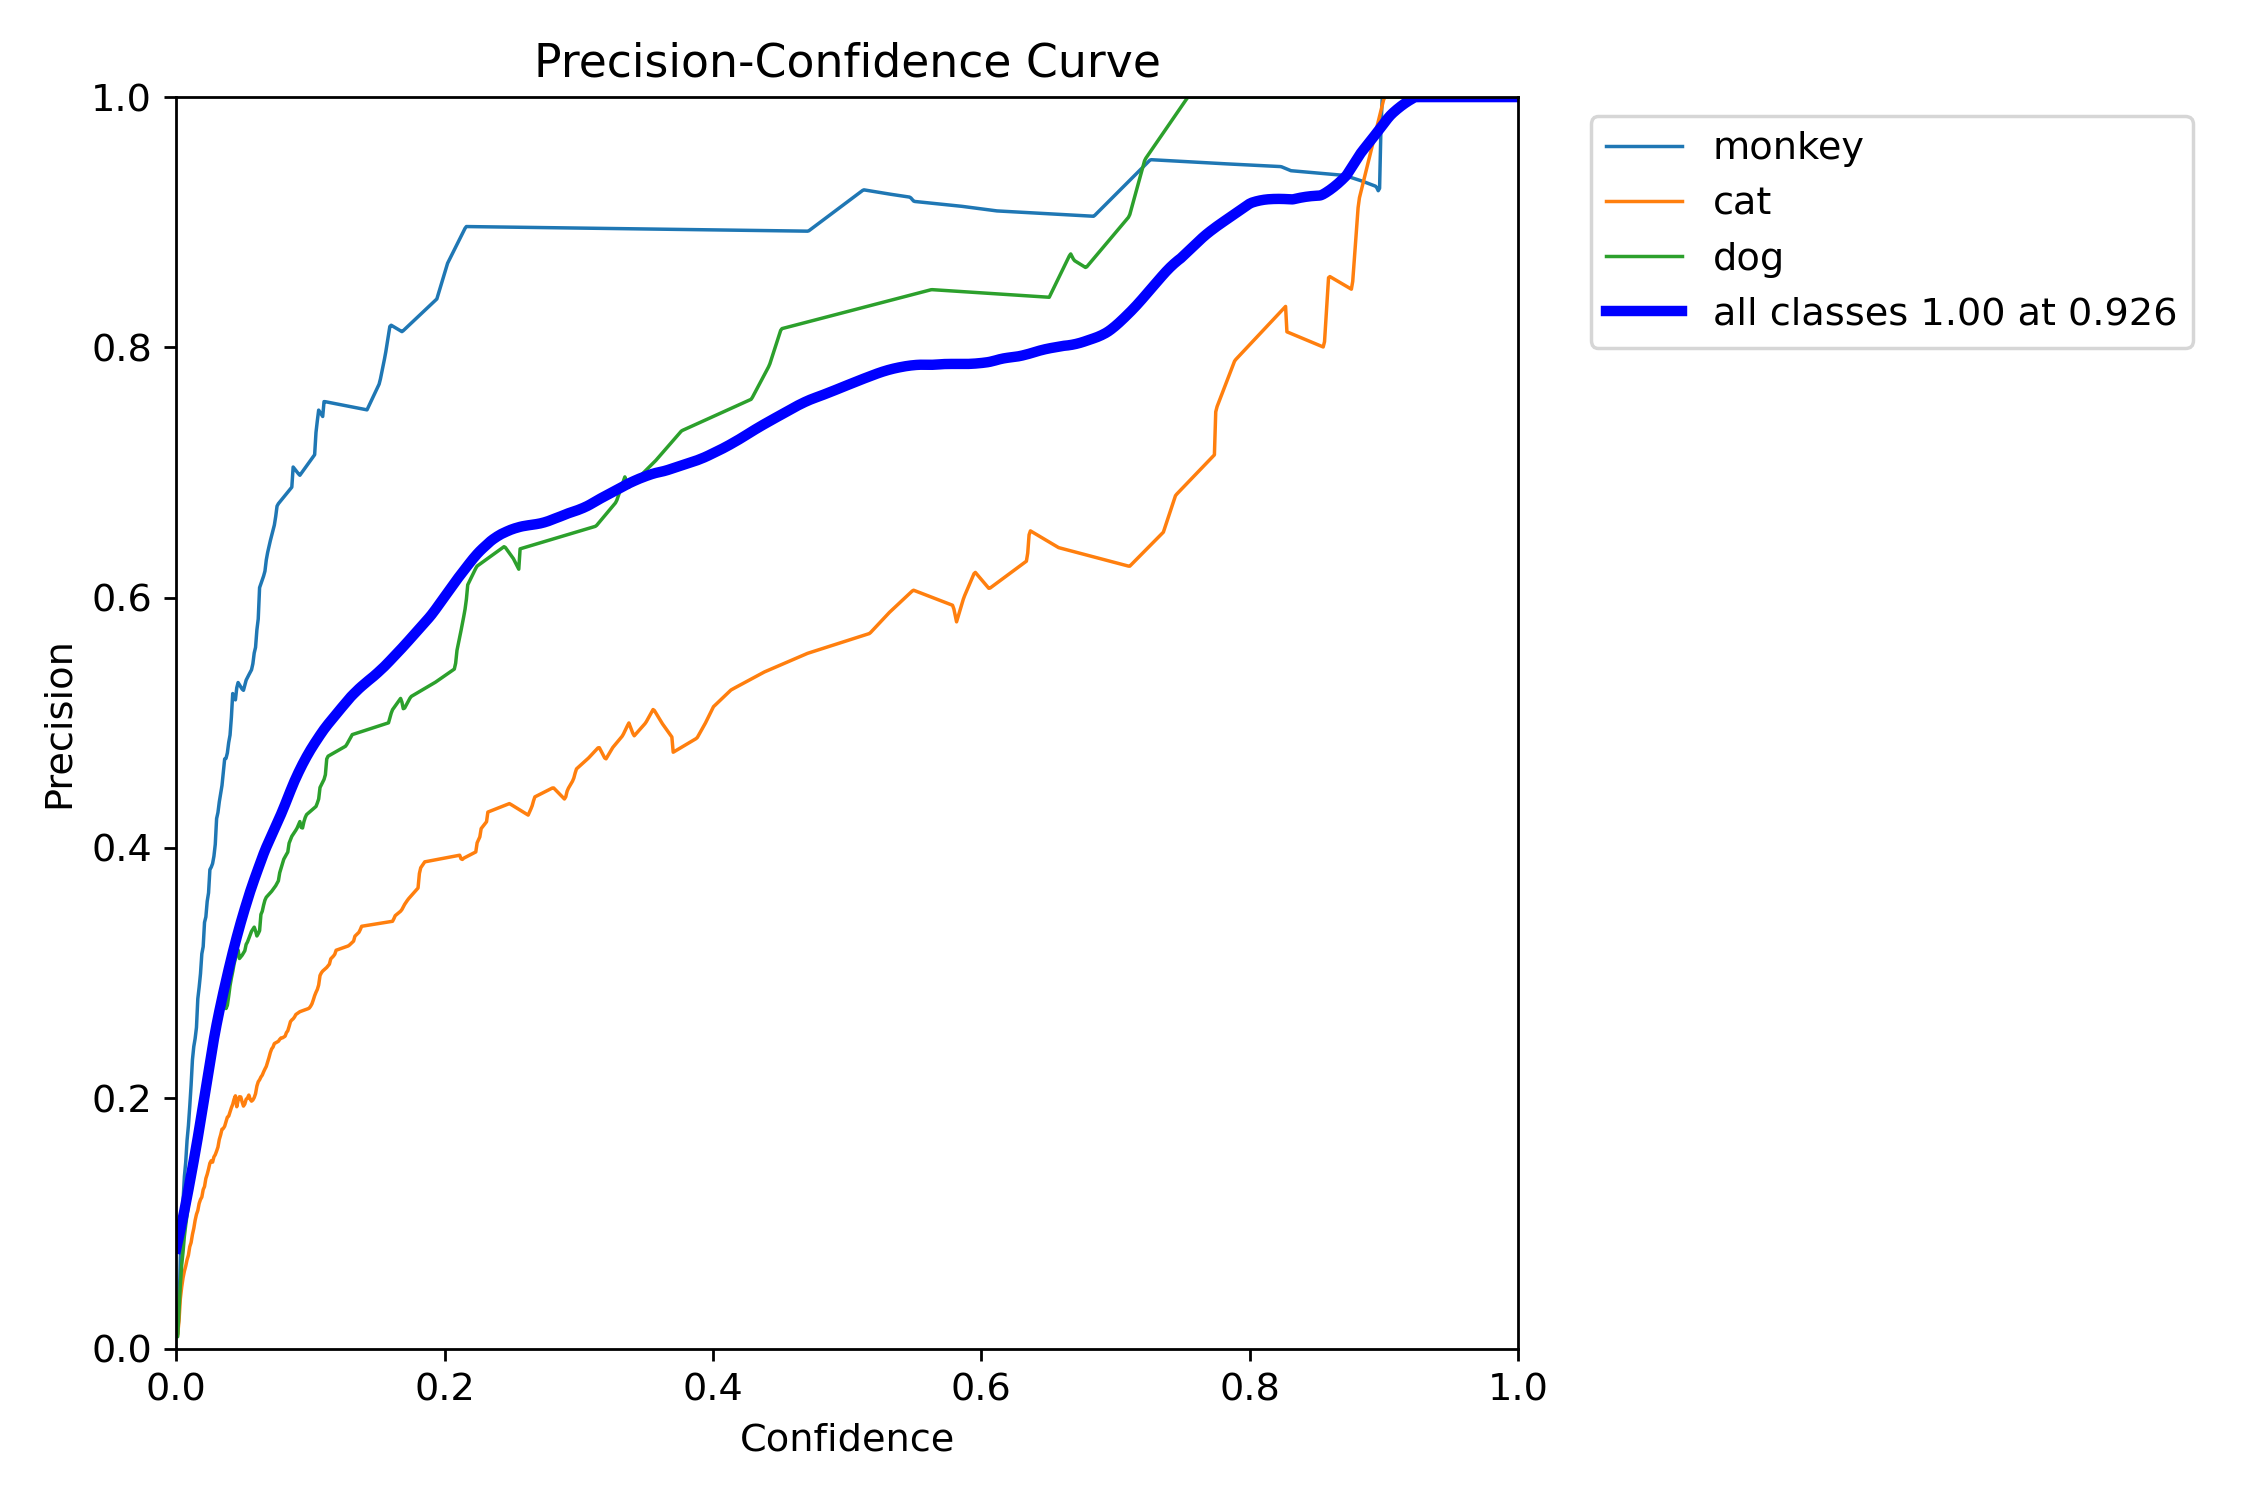 Precision-Confidence Curve
1.0
0.8
0.6
0.4
0.2
0.0
Precision
0.0 0.2 0.4 0.6 0.8 1.0
Confidence
monkey
cat
dog
all classes 1.00 at 0.926